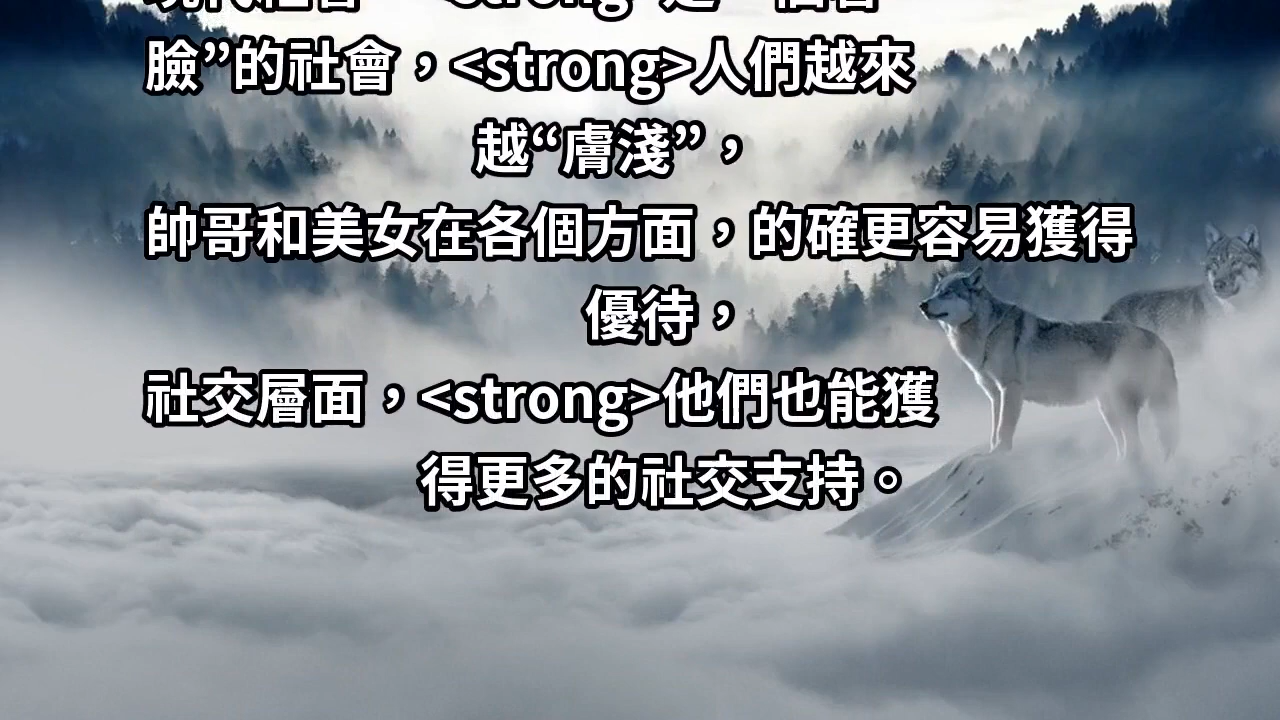 臉”的社會，<strong>人們越來
越“膚淺”，
帥哥和美女在各個方面，的確更容易獲得
優待，
社交層面，<strong>他們也能獲
得更多的社交支持。